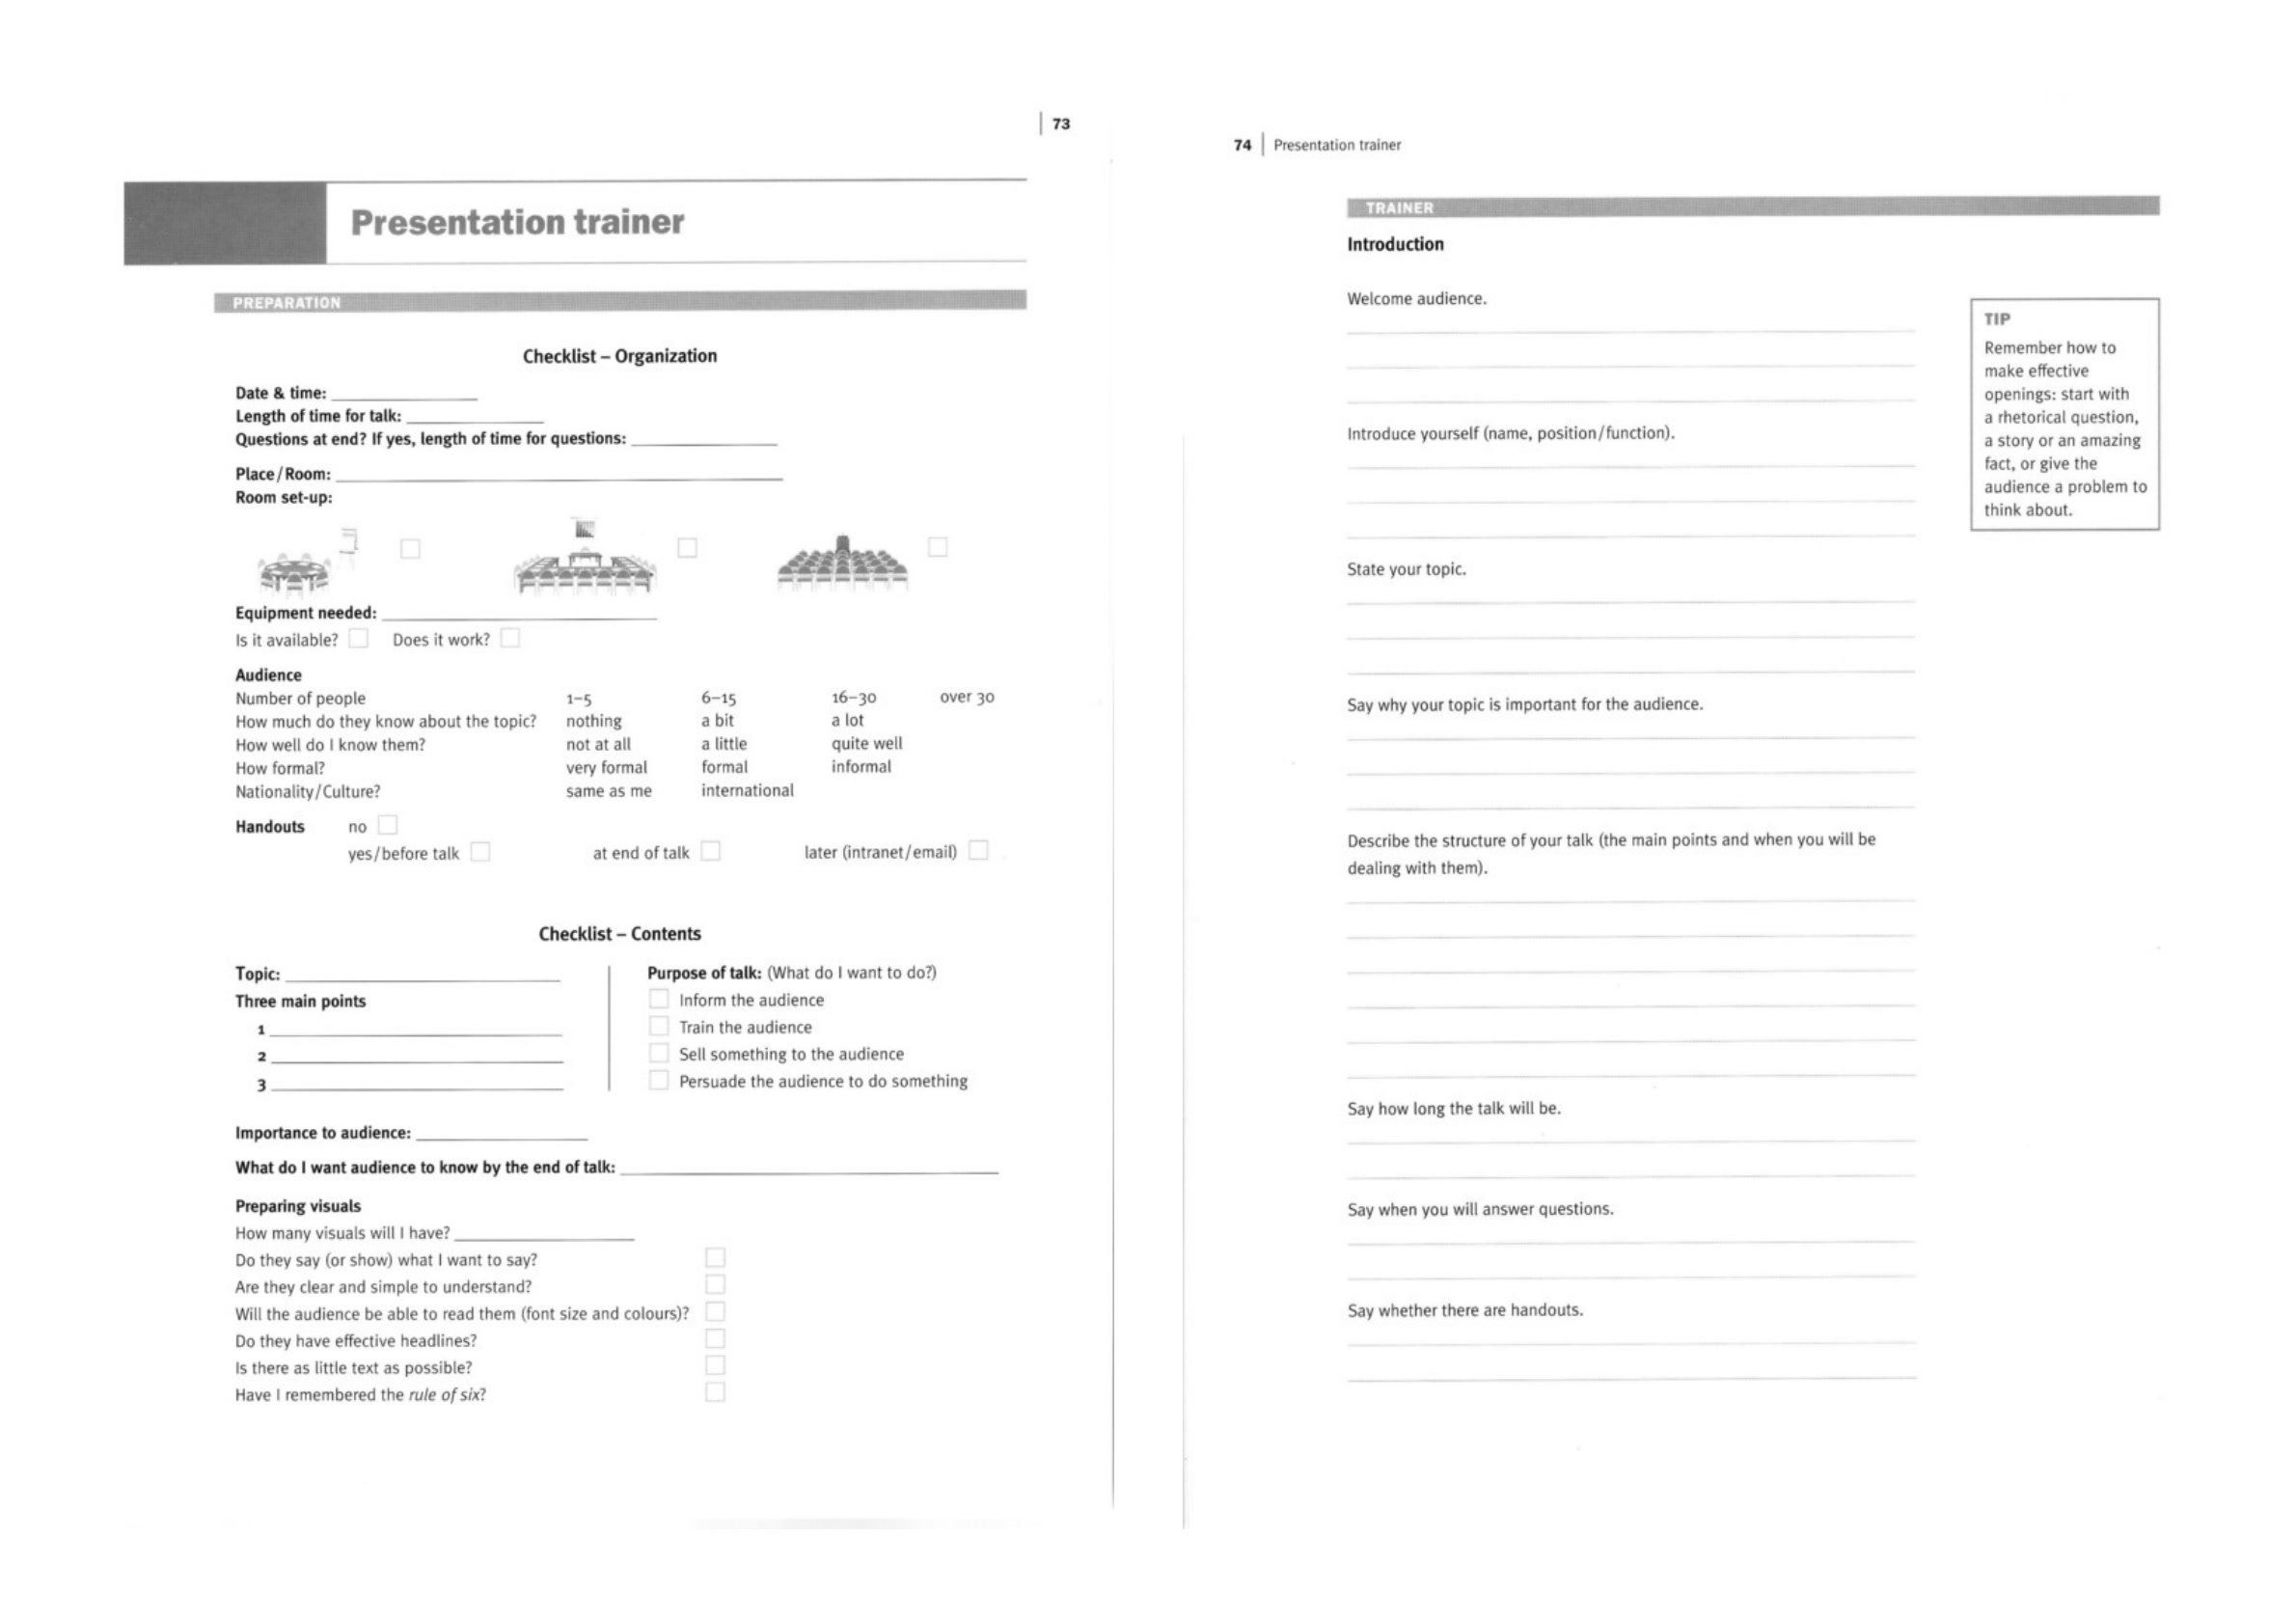 73
Presentation trainer
PREPARATION
Checklist – Organization
Date & time:
Length of time for talk:
Questions at end? If yes, length of time for questions:
Place/Room:
Room set-up:
Equipment needed:
Is it available? Does it work?
Audience
Number of people 1–5 6–15 16–30 over 30
How much do they know about the topic? nothing a bit a lot
How well do I know them? not at all a little quite well
How formal? very formal formal informal
Nationality/Culture? same as me international
Handouts no
yes/before talk at end of talk later (intranet/email)
Checklist – Contents
Topic:
Three main points
1
2
3
Purpose of talk: (What do I want to do?)
Inform the audience
Train the audience
Sell something to the audience
Persuade the audience to do something
Importance to audience:
What do I want audience to know by the end of talk:
Preparing visuals
How many visuals will I have?
Do they say (or show) what I want to say?
Are they clear and simple to understand?
Will the audience be able to read them (font size and colours)?
Do they have effective headlines?
Is there as little text as possible?
Have I remembered the rule of six?
74 Presentation trainer
TRAINER
Introduction
Welcome audience.
Introduce yourself (name, position/function).
State your topic.
Say why your topic is important for the audience.
Describe the structure of your talk (the main points and when you will be
dealing with them).
Say how long the talk will be.
Say when you will answer questions.
Say whether there are handouts.
TIP
Remember how to
make effective
openings: start with
a rhetorical question,
a story or an amazing
fact, or give the
audience a problem to
think about.